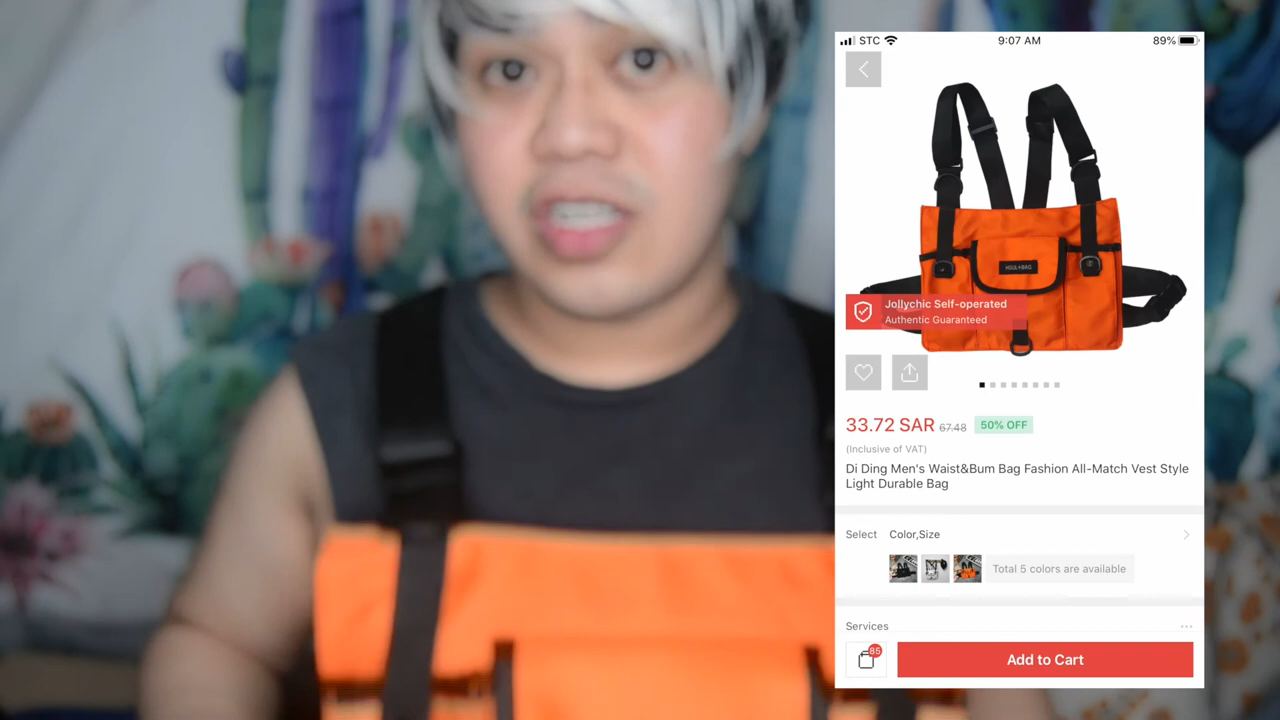 STC
9:07 AM
89%
Jollychic Self-operated
Authentic Guaranteed
33.72 SAR 67.48 50% OFF
(Inclusive of VAT)
Di Ding Men's Waist&Bum Bag Fashion All-Match Vest Style
Light Durable Bag
Select Color,Size
Total 5 colors are available
Services
85
Add to Cart